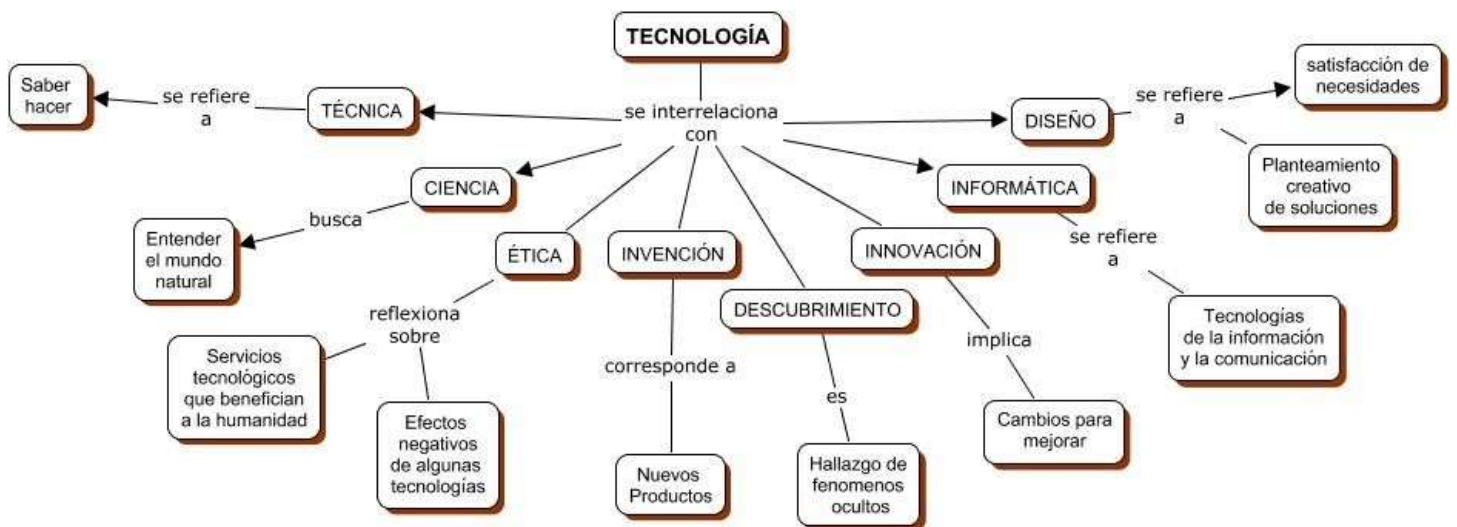 TECNOLOGÍA
se interrelaciona
con
TÉCNICA
se refiere
a
Saber
hacer
CIENCIA
busca
Entender
el mundo
natural
ÉTICA
reflexiona
sobre
Servicios
tecnológicos
que benefician
a la humanidad
Efectos
negativos
de algunas
tecnologías
INVENCIÓN
corresponde a
Nuevos
Productos
DESCUBRIMIENTO
es
Hallazgo de
fenomenos
ocultos
INNOVACIÓN
implica
Cambios para
mejorar
INFORMÁTICA
se refiere
a
Tecnologías
de la información
y la comunicación
DISEÑO
se refiere
a
satisfacción de
necesidades
Planteamiento
creativo
de soluciones